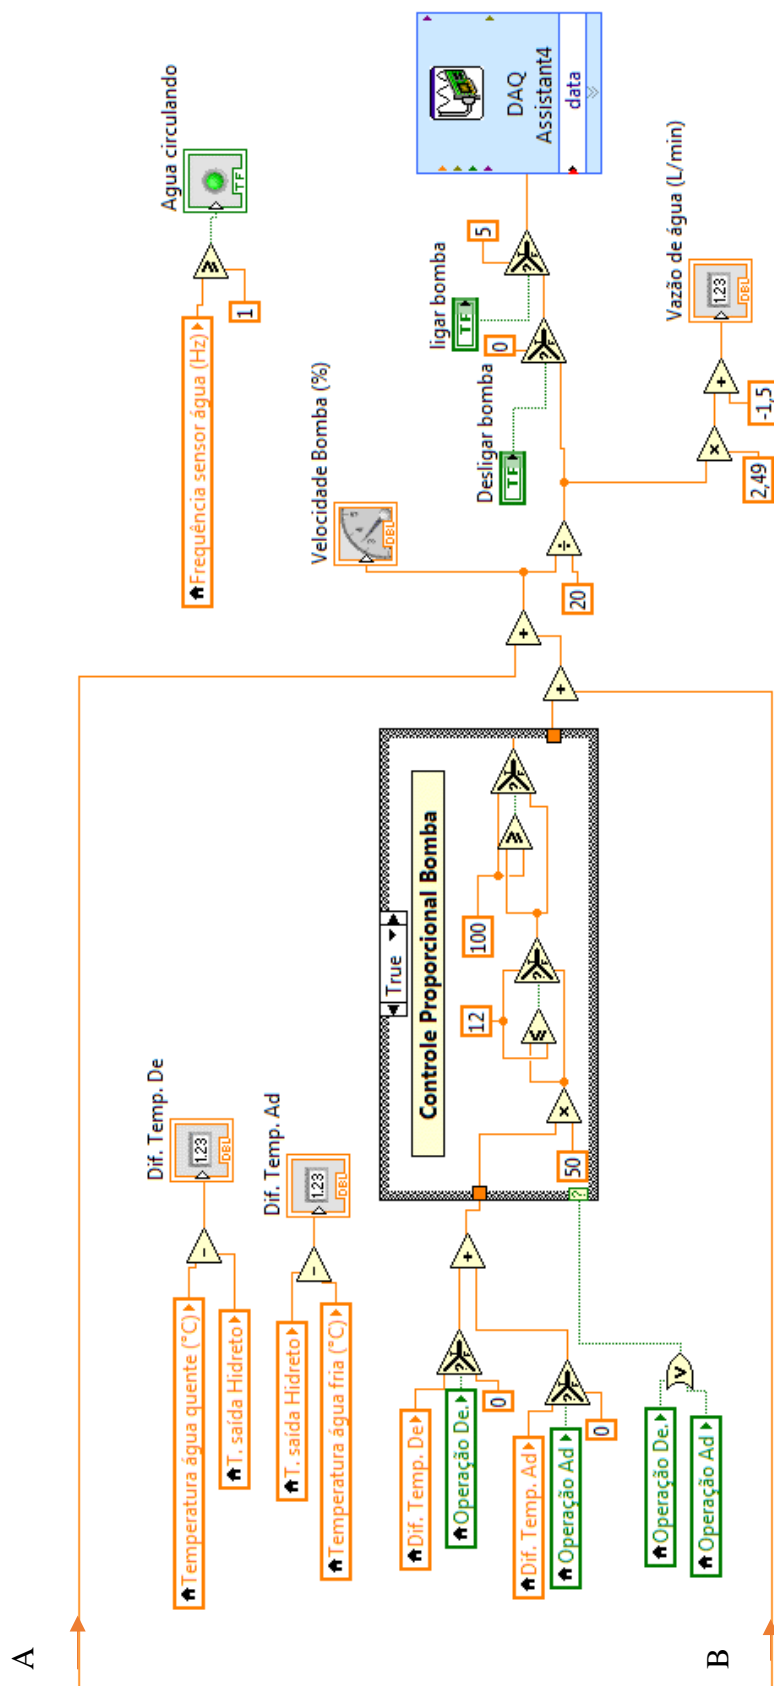 A
Temperatura água quente (°C)
T. saída Hidreto
Dif. Temp. De
1.23
DBL
T. saída Hidreto
Temperatura água fria (°C)
Dif. Temp. Ad
1.23
DBL
Dif. Temp. De
Operação De.
0
Dif. Temp. Ad
Operação Ad
0
Operação De.
Operação Ad
True
Controle Proporcional Bomba
50
12
100
Frequência sensor água (Hz)
1
Agua circulando
TF
Velocidade Bomba (%)
DBL
20
Desligar bomba
TF
0
ligar bomba
TF
5
DAQ
Assistant4
data
2,49
-1,5
Vazão de água (L/min)
1.23
DBL
B